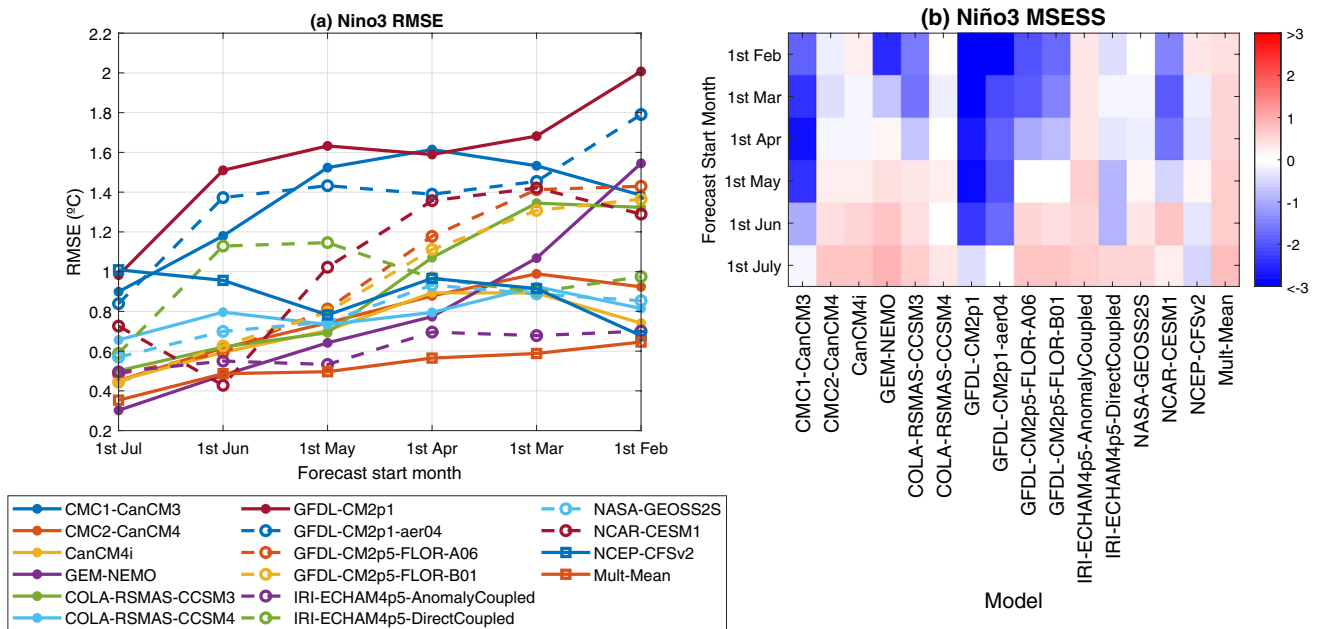 (a) Nino3 RMSE
2.2
2
1.8
1.6
1.4
1.2
1
0.8
0.6
0.4
0.2
RMSE (ºC)
1st Jul
1st Jun
1st May
1st Apr
1st Mar
1st Feb
Forecast start month
CMC1-CanCM3
CMC2-CanCM4
CanCM4i
GEM-NEMO
COLA-RSMAS-CCSM3
COLA-RSMAS-CCSM4
GFDL-CM2p1
GFDL-CM2p1-aer04
GFDL-CM2p5-FLOR-A06
GFDL-CM2p5-FLOR-B01
IRI-ECHAM4p5-AnomalyCoupled
IRI-ECHAM4p5-DirectCoupled
NASA-GEOSS2S
NCAR-CESM1
NCEP-CFSv2
Mult-Mean
(b) Niño3 MSESS
Forecast Start Month
1st Feb
1st Mar
1st Apr
1st May
1st Jun
1st July
CMC1-CanCM3
CMC2-CanCM4
CanCM4i
GEM-NEMO
COLA-RSMAS-CCSM3
COLA-RSMAS-CCSM4
GFDL-CM2p1
GFDL-CM2p1-aer04
GFDL-CM2p5-FLOR-A06
GFDL-CM2p5-FLOR-B01
IRI-ECHAM4p5-AnomalyCoupled
IRI-ECHAM4p5-DirectCoupled
NASA-GEOSS2S
NCAR-CESM1
NCEP-CFSv2
Mult-Mean
Model
>3
2
1
0
-1
-2
<-3